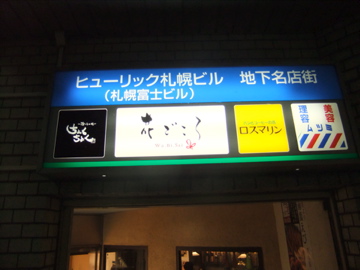 ヒューリック札幌ビル 地下名店街
(札幌富士ビル)
花ごころ
ロスマリン
美容
理容
ムツミ